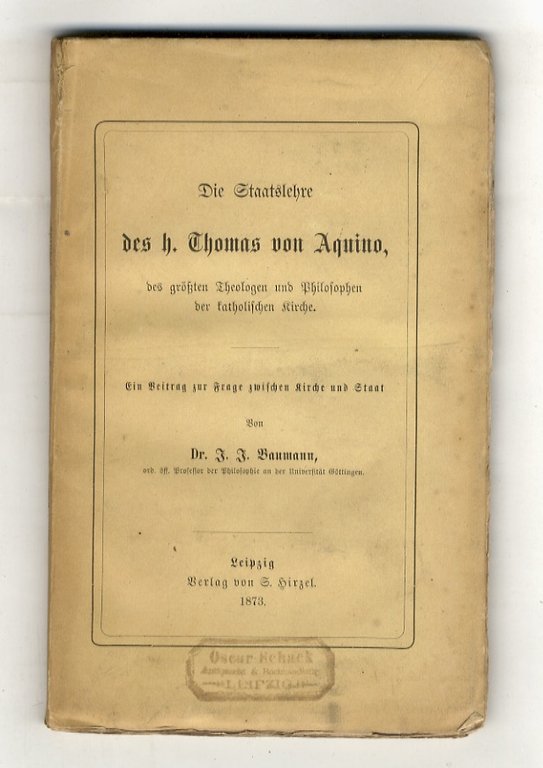 Die Staatslehre
des h. Thomas von Aquino,
des größten Theologen und Philosophen
der katholischen Kirche.
Ein Beitrag zur Frage zwischen Kirche und Staat
Von
Dr. J. J. Baumann,
ord. öff. Professor der Philosophie an der Universität Göttingen.
Leipzig
Verlag von S. Hirzel.
1873.
Oscar Schack
LEIPZIG